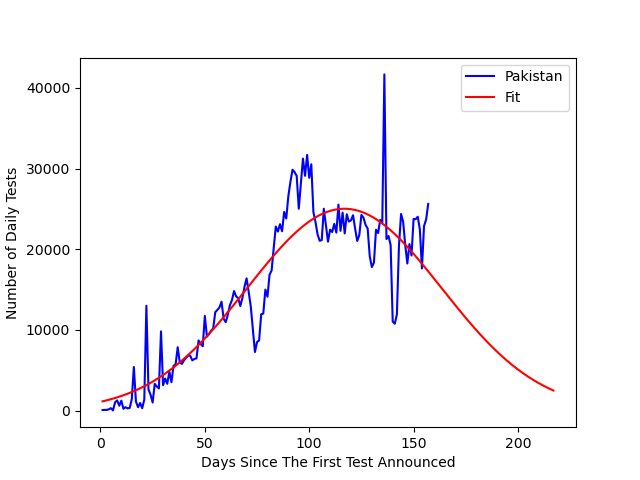 Pakistan
Fit
40000
30000
20000
10000
0
Number of Daily Tests
0 50 100 150 200
Days Since The First Test Announced